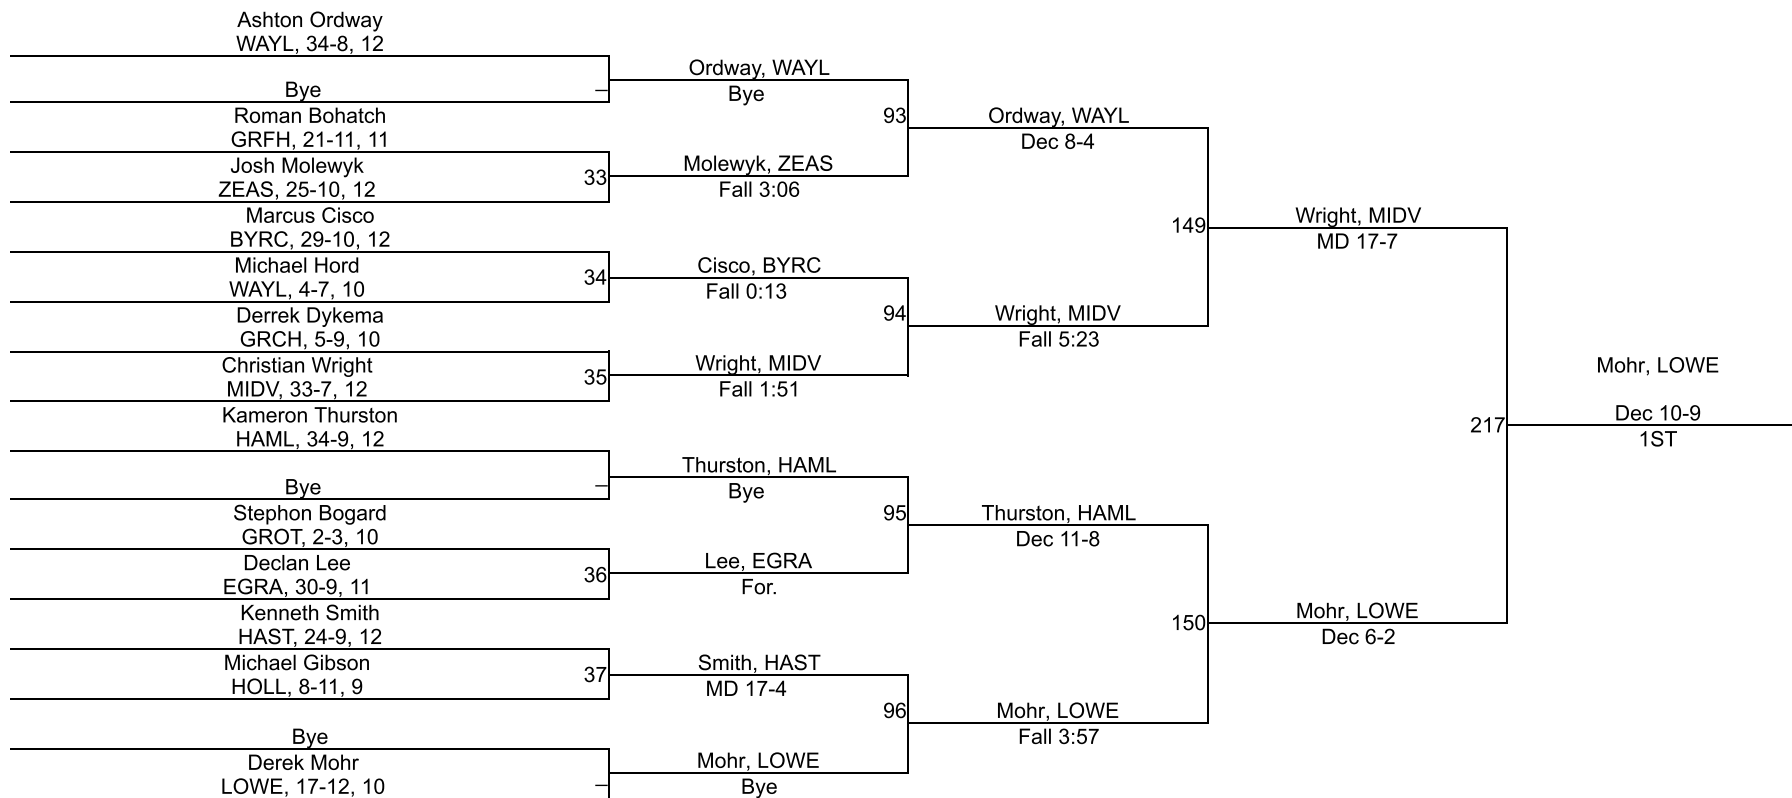 Ashton Ordway
WAYL, 34-8, 12
Bye
–
Roman Bohatch
GRFH, 21-11, 11
Josh Molewyk
ZEAS, 25-10, 12
33
Marcus Cisco
BYRC, 29-10, 12
Michael Hord
WAYL, 4-7, 10
34
Derrek Dykema
GRCH, 5-9, 10
Christian Wright
MIDV, 33-7, 12
35
Kameron Thurston
HAML, 34-9, 12
Bye
–
Stephon Bogard
GROT, 2-3, 10
Declan Lee
EGRA, 30-9, 11
36
Kenneth Smith
HAST, 24-9, 12
Michael Gibson
HOLL, 8-11, 9
37
Bye
Derek Mohr
LOWE, 17-12, 10
–
Ordway, WAYL
Bye
93
Molewyk, ZEAS
Fall 3:06
Cisco, BYRC
Fall 0:13
94
Wright, MIDV
Fall 1:51
Thurston, HAML
Bye
95
Lee, EGRA
For.
Smith, HAST
MD 17-4
96
Mohr, LOWE
Bye
Ordway, WAYL
Dec 8-4
149
Wright, MIDV
Fall 5:23
Thurston, HAML
Dec 11-8
150
Mohr, LOWE
Fall 3:57
Wright, MIDV
MD 17-7
217
Mohr, LOWE
Dec 6-2
Mohr, LOWE
Dec 10-9
1ST